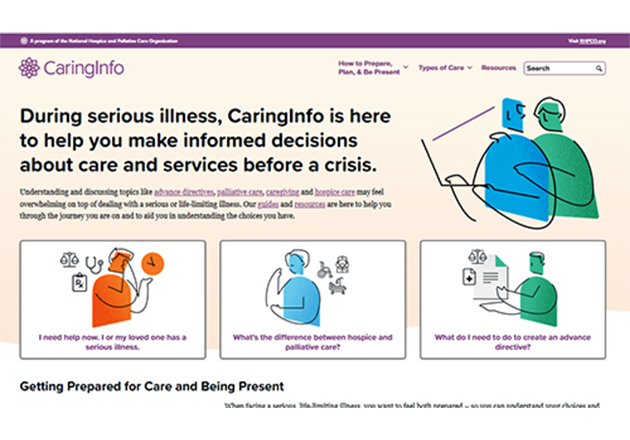 A program of the National Hospice and Palliative Care Organization
Visit NHPCO.org
CaringInfo
How to Prepare,
Plan, & Be Present
Types of Care
Resources
Search
During serious illness, CaringInfo is here
to help you make informed decisions
about care and services before a crisis.
Understanding and discussing topics like advance directives, palliative care, caregiving and hospice care may feel
overwhelming on top of dealing with a serious or life-limiting illness. Our guides and resources are here to help you
through the journey you are on and to aid you in understanding the choices you have.
Rx
I need help now. I or my loved one has a
serious illness.
What's the difference between hospice and
palliative care?
What do I need to do to create an advance
directive?
Getting Prepared for Care and Being Present
When facing a serious, life-limiting illness, you want to feel both prepared – so you can understand your choices and